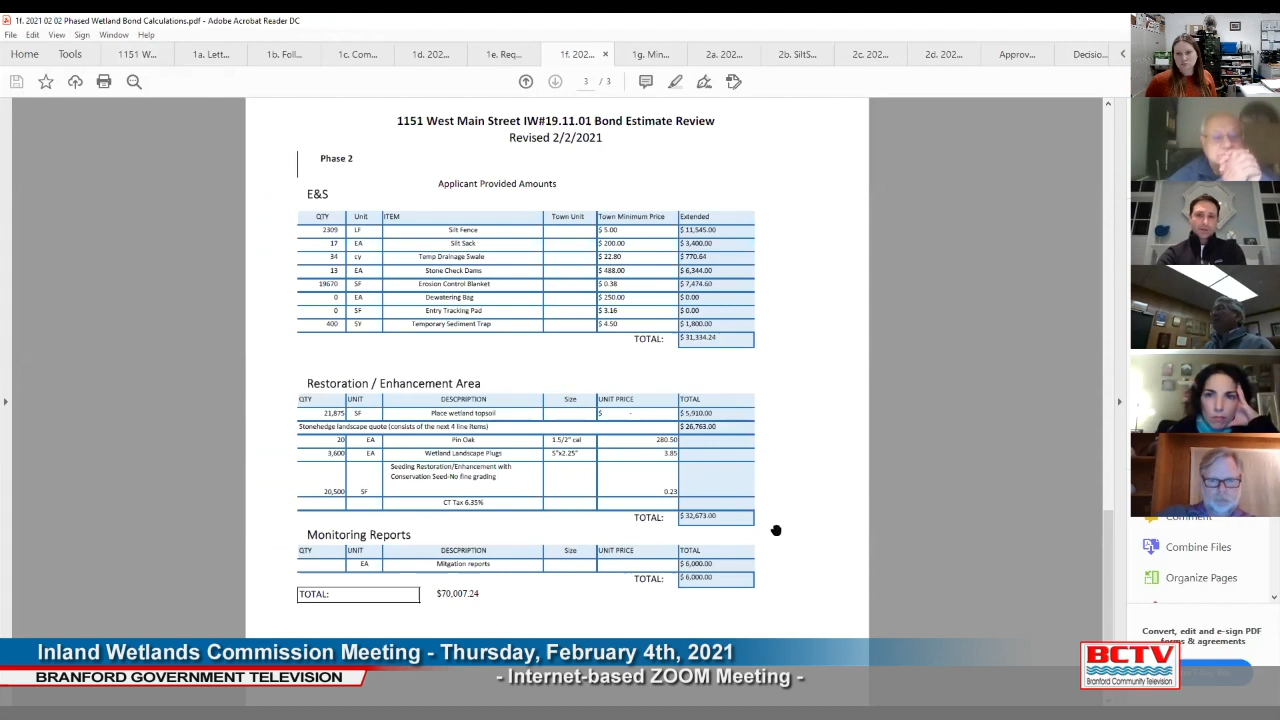 1f. 2021 02 02 Phased Wetland Bond Calculations.pdf - Adobe Acrobat Reader DC
File Edit View Sign Window Help
Home Tools 1151 W... 1a. Lett... 1b. Foll... 1c. Com... 1d. 202... 1e. Req... 1f. 202... × 1g. Min... 2a. 202... 2b. SiltS... 2c. 202... 2d. 202... Approv... Decisio...
3 / 3
1151 West Main Street IW#19.11.01 Bond Estimate Review
Revised 2/2/2021
Phase 2
Applicant Provided Amounts
E&S
QTY Unit ITEM Town Unit Town Minimum Price Extended
2309 LF Silt Fence $ 5.00 $ 11,545.00
17 EA Silt Sack $ 200.00 $ 3,400.00
34 cy Temp Drainage Swale $ 22.80 $ 770.64
13 EA Stone Check Dams $ 488.00 $ 6,344.00
19670 SF Erosion Control Blanket $ 0.38 $ 7,474.60
0 EA Dewatering Bag $ 250.00 $ 0.00
0 SF Entry Tracking Pad $ 3.16 $ 0.00
400 SY Temporary Sediment Trap $ 4.50 $ 1,800.00
TOTAL: $ 31,334.24
Restoration / Enhancement Area
QTY UNIT DESCPRIPTION Size UNIT PRICE TOTAL
21,875 SF Place wetland topsoil $ - $ 5,910.00
Stonehedge landscape quote (consists of the next 4 line items) $ 26,763.00
20 EA Pin Oak 1.5/2" cal 280.50
3,600 EA Wetland Landscape Plugs 5"x2.25" 3.85
Seeding Restoration/Enhancement with
Conservation Seed-No fine grading
20,500 SF 0.23
CT Tax 6.35%
TOTAL: $ 32,673.00
Monitoring Reports
QTY UNIT DESCPRIPTION Size UNIT PRICE TOTAL
EA Mitgation reports $ 6,000.00
TOTAL: $ 6,000.00
TOTAL: $70,007.24
Comment
Combine Files
Organize Pages
Convert, edit and e-sign PDF
forms & agreements
Inland Wetlands Commission Meeting - Thursday, February 4th, 2021
BRANFORD GOVERNMENT TELEVISION - Internet-based ZOOM Meeting -
BCTV
Branford Community Television